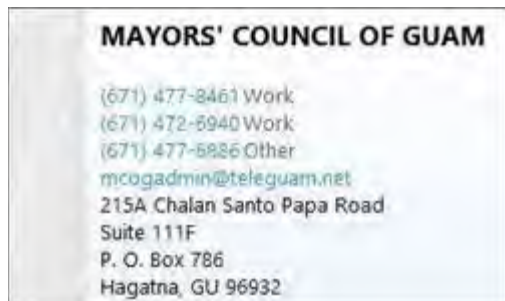 MAYORS' COUNCIL OF GUAM
(671) 477-8461 Work
(671) 472-6940 Work
(671) 477-6886 Other
mcogadmin@teleguam.net
215A Chalan Santo Papa Road
Suite 111F
P. O. Box 786
Hagatna, GU 96932